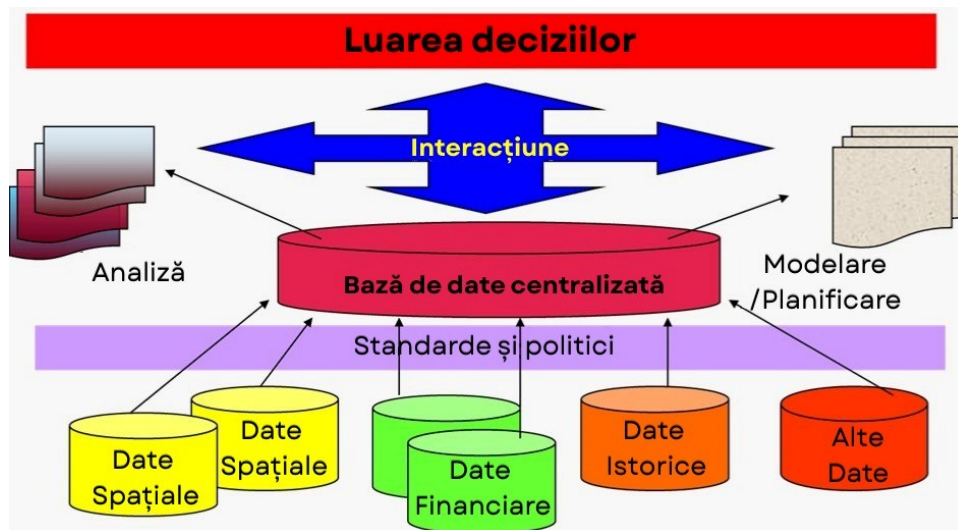 Luarea deciziilor
Interacțiune
Analiză
Bază de date centralizată
Modelare
/Planificare
Standarde și politici
Date
Spațiale
Date
Spațiale
Date
Financiare
Date
Istorice
Alte
Date